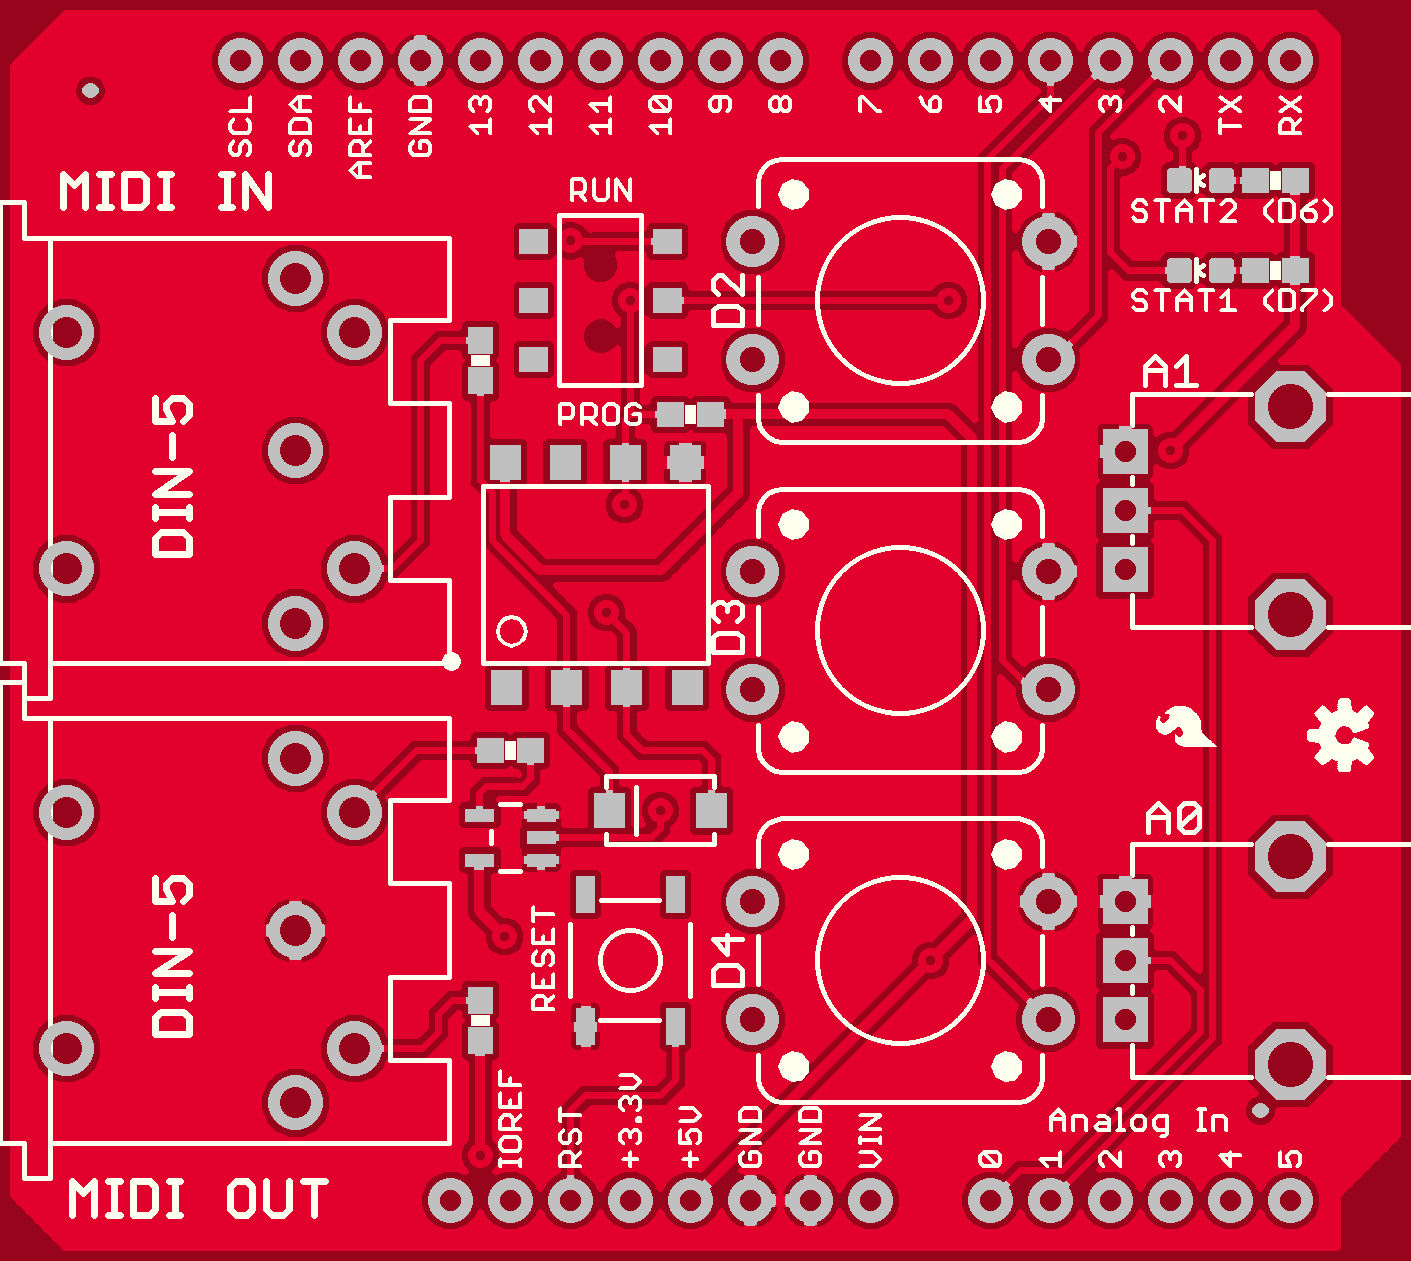 SCL
SDA
AREF
GND
13
12
11
10
9
8
7
6
5
4
3
2
TX
RX
MIDI IN
RUN
STAT2 (D6)
D2
STAT1 (D7)
A1
PROG
DIN-5
D3
A0
DIN-5
RESET
D4
IOREF
RST
+3.3V
+5V
GND
GND
VIN
Analog In
0
1
2
3
4
5
MIDI OUT